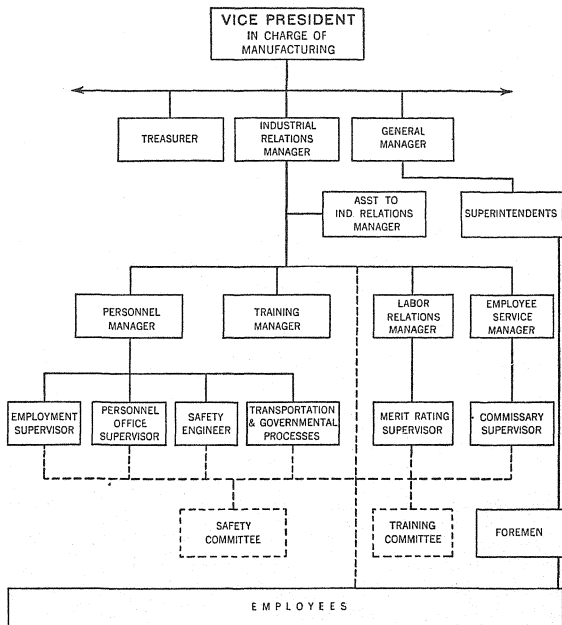 VICE PRESIDENT
IN CHARGE OF
MANUFACTURING
TREASURER
INDUSTRIAL
RELATIONS
MANAGER
GENERAL
MANAGER
ASST TO
IND. RELATIONS
MANAGER
SUPERINTENDENTS
PERSONNEL
MANAGER
TRAINING
MANAGER
LABOR
RELATIONS
MANAGER
EMPLOYEE
SERVICE
MANAGER
EMPLOYMENT
SUPERVISOR
PERSONNEL
OFFICE
SUPERVISOR
SAFETY
ENGINEER
TRANSPORTATION
& GOVERNMENTAL
PROCESSES
MERIT RATING
SUPERVISOR
COMMISSARY
SUPERVISOR
SAFETY
COMMITTEE
TRAINING
COMMITTEE
FOREMEN
EMPLOYEES